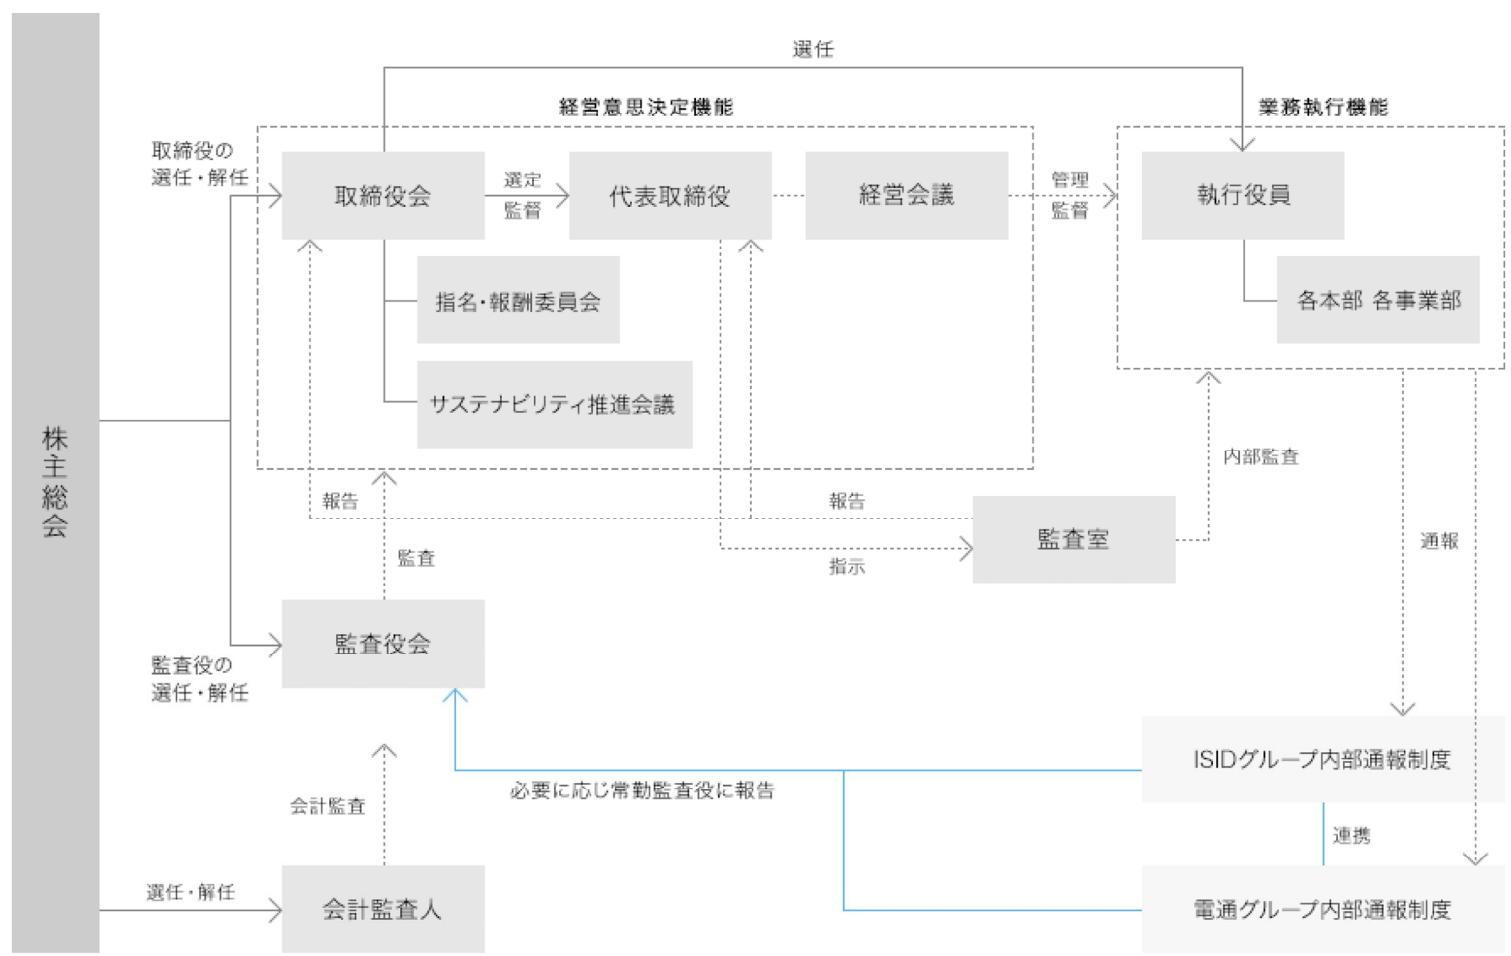 選任
経営意思決定機能
業務執行機能
取締役の
選任・解任
取締役会
選定
監督
代表取締役
経営会議
管理
監督
執行役員
指名・報酬委員会
各本部 各事業部
サステナビリティ推進会議
株主総会
内部監査
報告
報告
監査室
通報
監査
指示
監査役会
監査役の
選任・解任
ISIDグループ内部通報制度
必要に応じ常勤監査役に報告
会計監査
連携
選任・解任
会計監査人
電通グループ内部通報制度